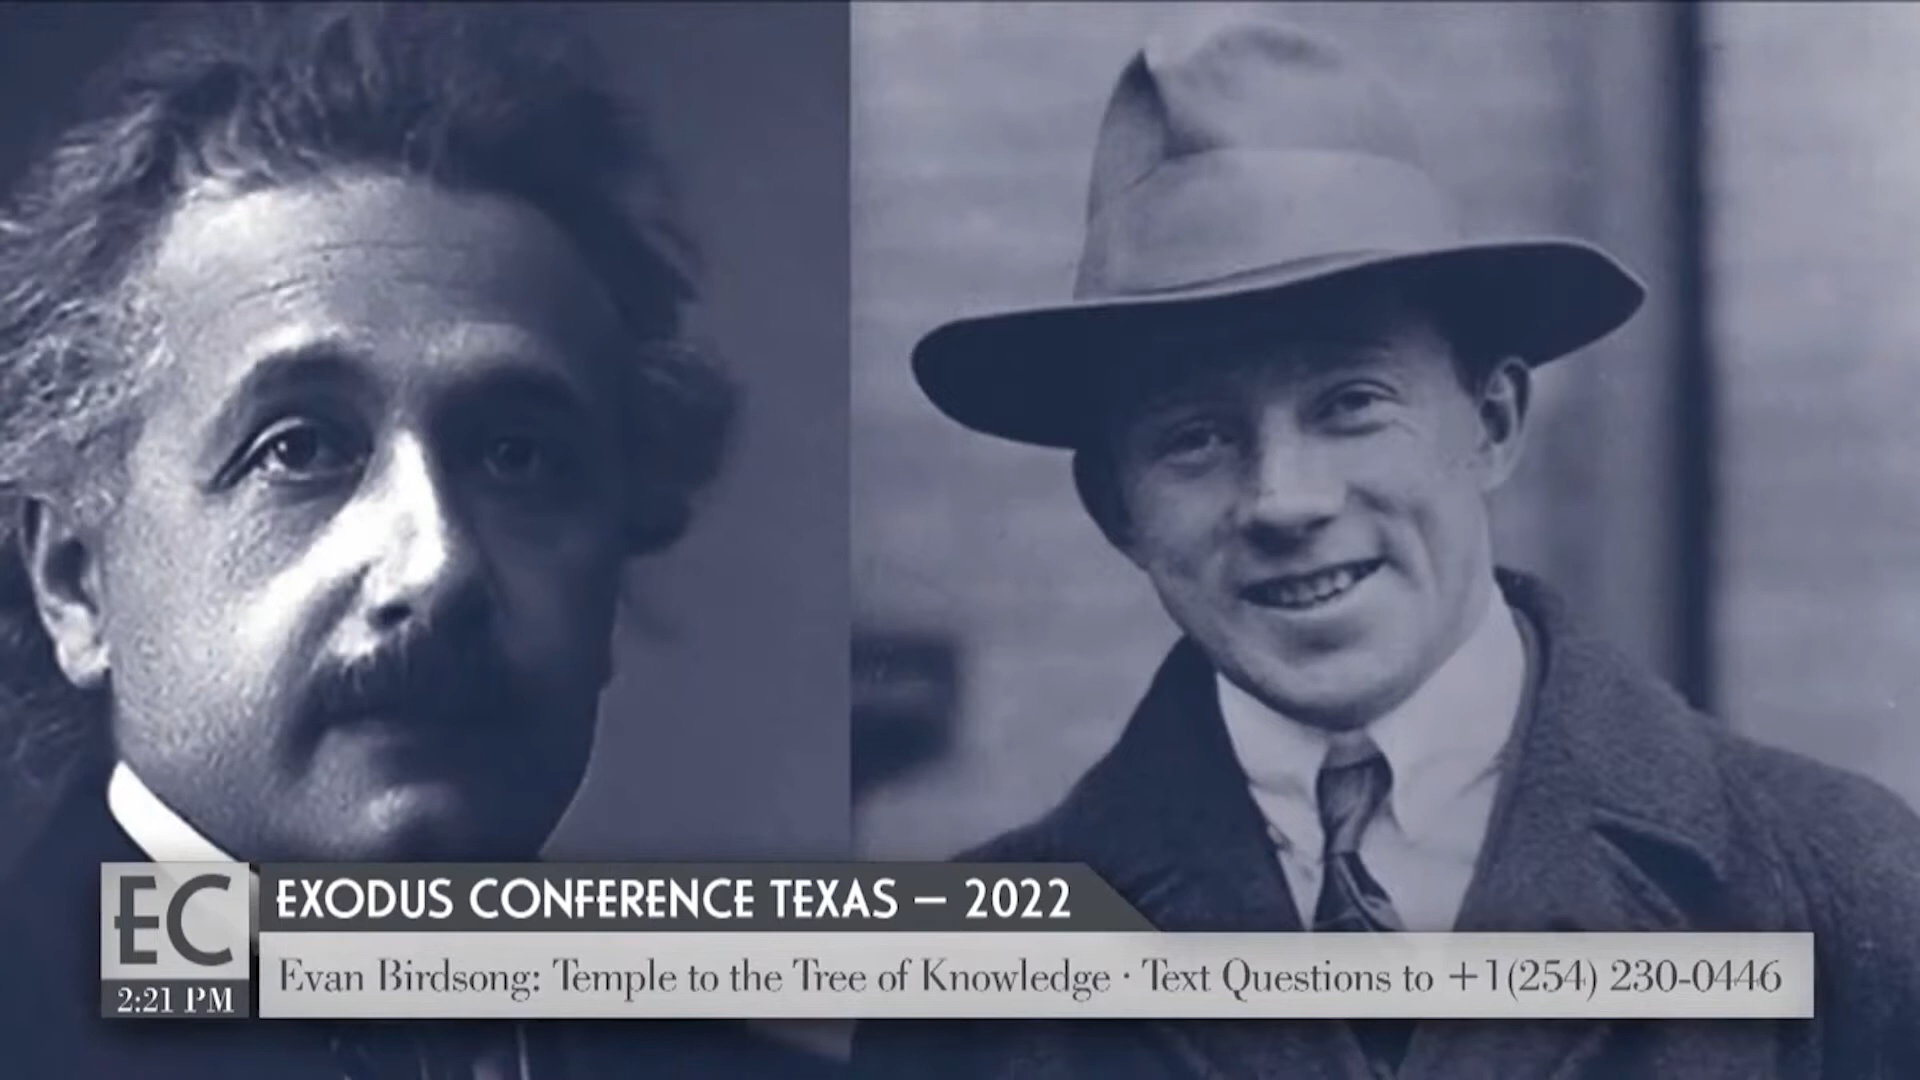 EC
EXODUS CONFERENCE TEXAS – 2022
Evan Birdsong: Temple to the Tree of Knowledge · Text Questions to +1(254) 230-0446
2:21 PM